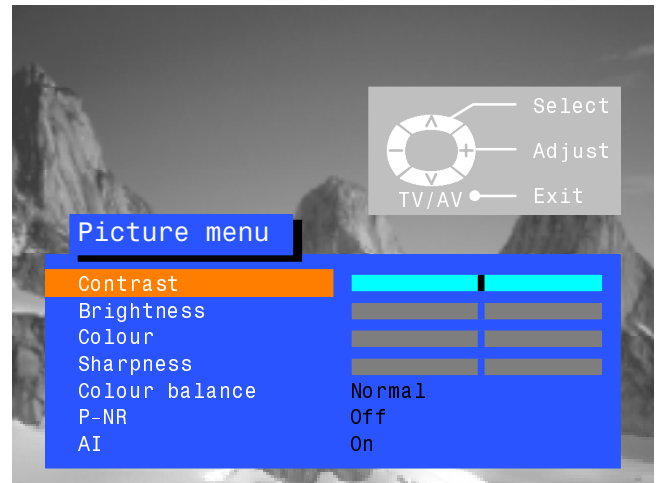 Select
Adjust
TV/AV Exit
Picture menu
Contrast
Brightness
Colour
Sharpness
Colour balance Normal
P-NR Off
AI On